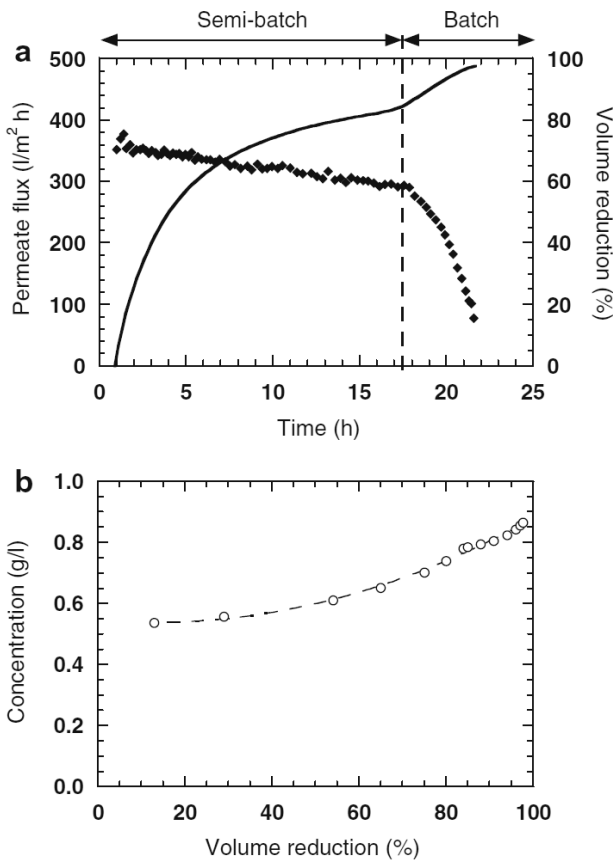 Semi-batch Batch
a
500 100
400 80
300 60
200 40
100 20
0 0
0 5 10 15 20 25
Permeate flux (l/m² h)
Volume reduction (%)
Time (h)
b
1.0
0.8
0.6
0.4
0.2
0.0
0 20 40 60 80 100
Concentration (g/l)
Volume reduction (%)